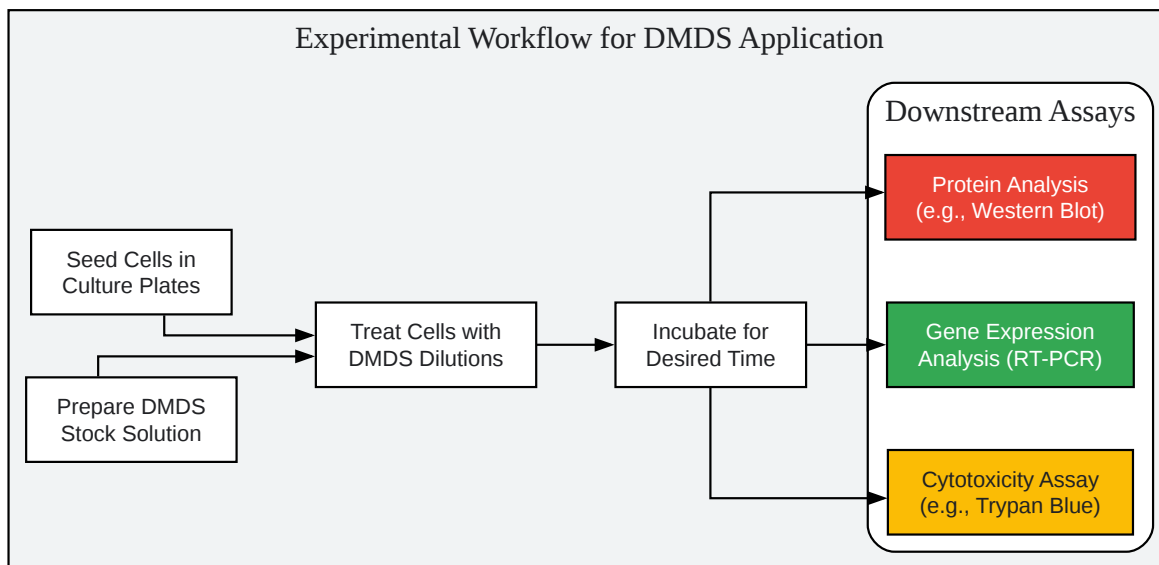 Experimental Workflow for DMDS Application
Downstream Assays
Protein Analysis
(e.g., Western Blot)
Seed Cells in
Culture Plates
Treat Cells with
DMDS Dilutions
Incubate for
Desired Time
Gene Expression
Analysis (RT-PCR)
Prepare DMDS
Stock Solution
Cytotoxicity Assay
(e.g., Trypan Blue)